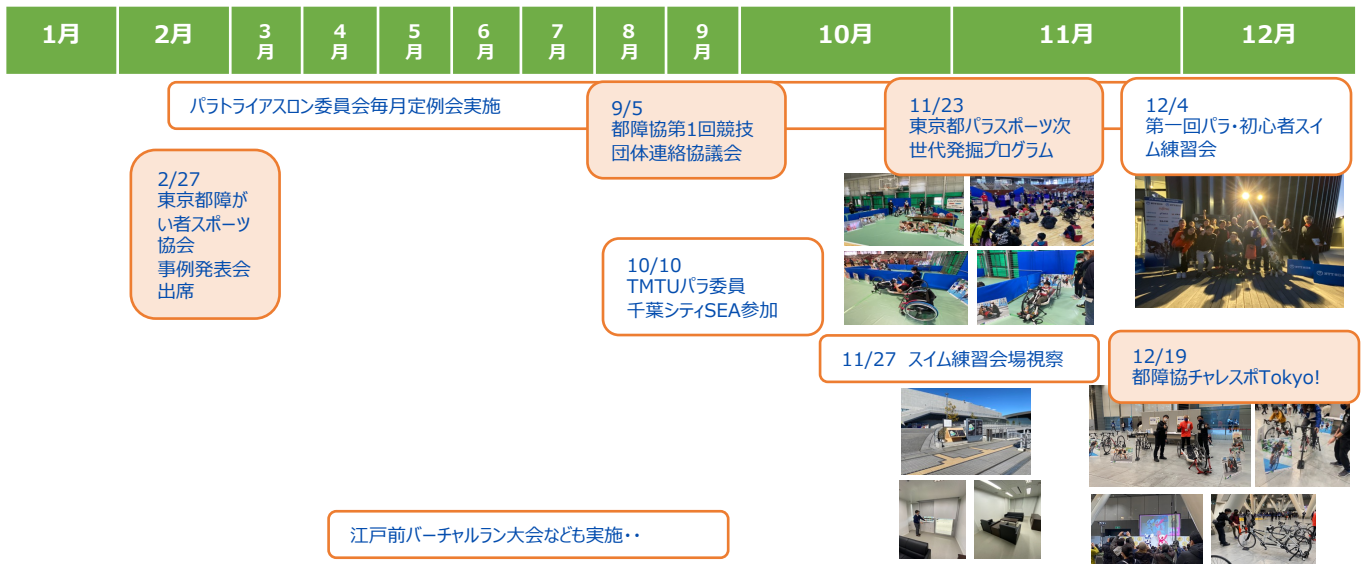 1月 2月 3月 4月 5月 6月 7月 8月 9月 10月 11月 12月
パラトライアスロン委員会毎月定例会実施
9/5
都障協第1回競技
団体連絡協議会
11/23
東京都パラスポーツ次
世代発掘プログラム
12/4
第一回パラ・初心者スイ
ム練習会
2/27
東京都障が
い者スポーツ
協会
事例発表会
出席
10/10
TMTUパラ委員
千葉シティSEA参加
11/27 スイム練習会場視察
12/19
都障協チャレスポTokyo!
江戸前バーチャルラン大会なども実施・・